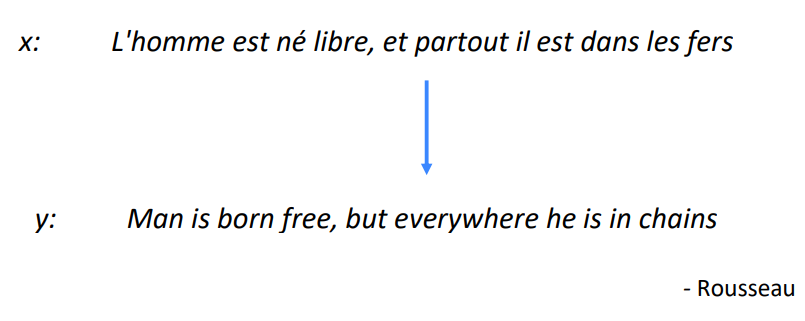 x: L'homme est né libre, et partout il est dans les fers
y: Man is born free, but everywhere he is in chains
- Rousseau